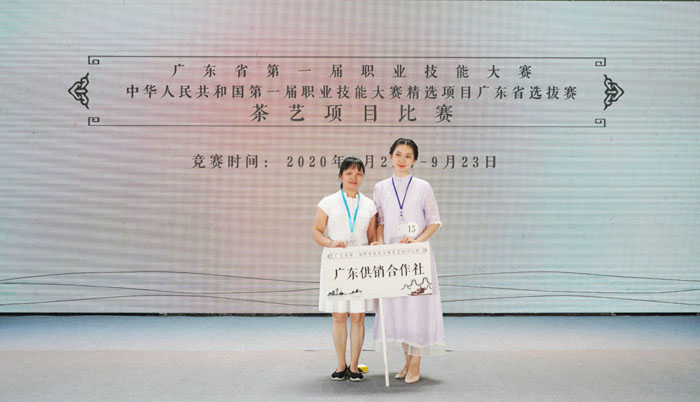 广东省第一届职业技能大赛
中华人民共和国第一届职业技能大赛精选项目广东省选拔赛
茶艺项目比赛
竞赛时间：2020年 月2 -9月23日
15
广东供销合作社